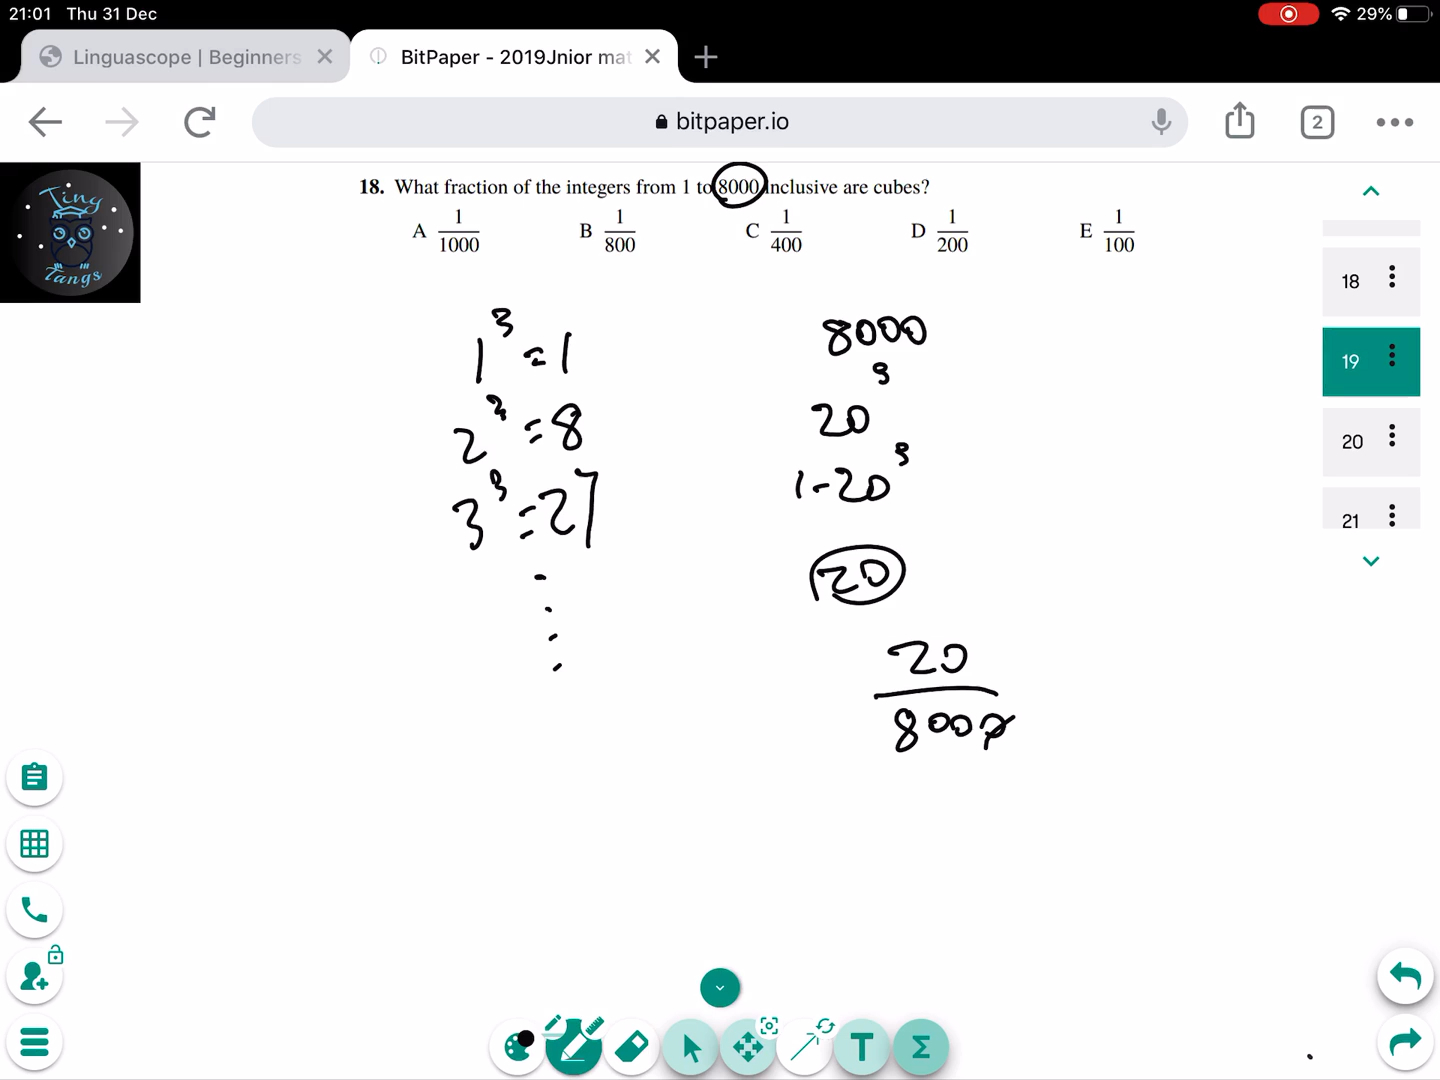 21:01 Thu 31 Dec 29%
Linguascope | Beginners BitPaper - 2019Jnior mat
bitpaper.io 2
Tiny
Tangs
18. What fraction of the integers from 1 to 8000 inclusive are cubes?
A 1/1000 B 1/800 C 1/400 D 1/200 E 1/100
1³ = 1
2³ = 8
3³ = 27
8000
20³
1-20³
20
20
8000
18
19
20
21
T Σ